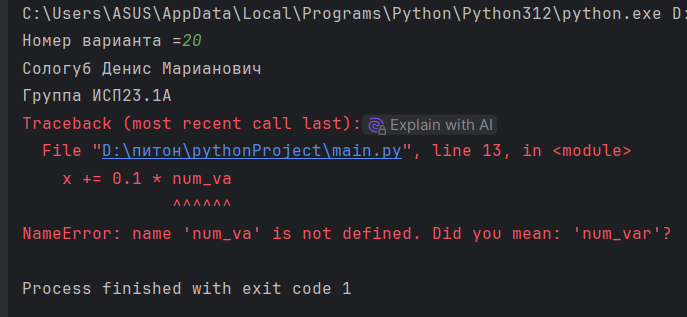 C:\Users\ASUS\AppData\Local\Programs\Python\Python312\python.exe D:
Номер варианта =20
Сологуб Денис Марианович
Группа ИСП23.1А
Traceback (most recent call last): Explain with AI
  File "D:\питон\pythonProject\main.py", line 13, in <module>
    x += 0.1 * num_va
               ^^^^^^
NameError: name 'num_va' is not defined. Did you mean: 'num_var'?
Process finished with exit code 1